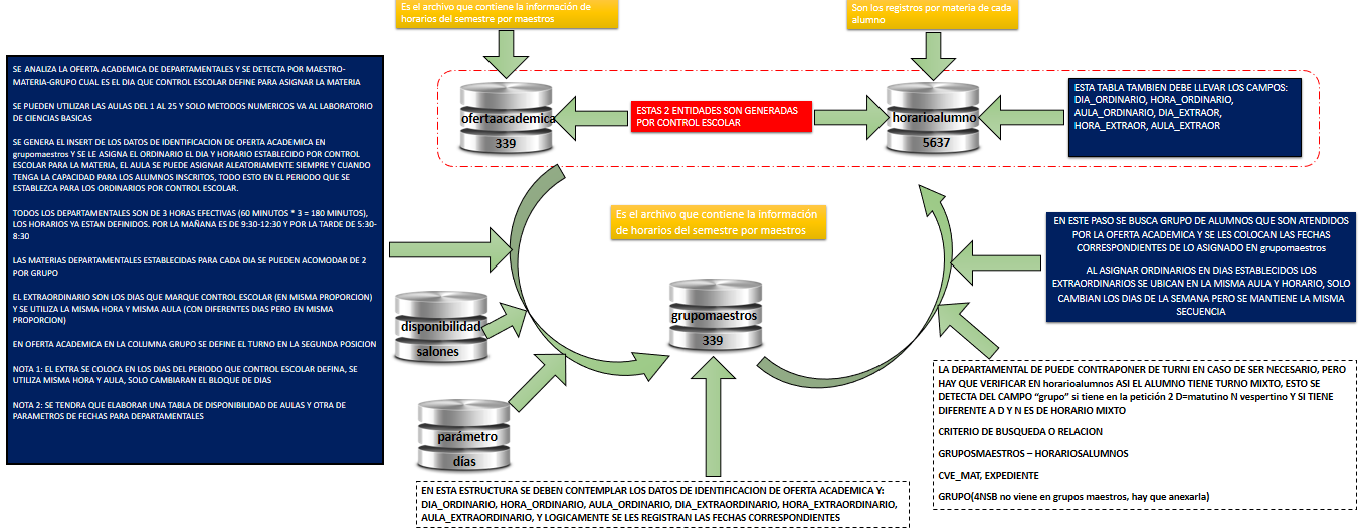 Es el archivo que contiene la información de
horarios del semestre por maestros
Son los registros por materia de cada
alumno
SE ANALIZA LA OFERTA ACADEMICA DE DEPARTAMENTALES Y SE DETECTA POR MAESTRO-
MATERIA-GRUPO CUAL ES EL DIA QUE CONTROL ESCOLAR DEFINE PARA ASIGNAR LA MATERIA
SE PUEDEN UTILIZAR LAS AULAS DEL 1 AL 25 Y SOLO METODOS NUMERICOS VA AL LABORATORIO
DE CIENCIAS BASICAS
SE GENERA EL INSERT DE LOS DATOS DE IDENTIFICACION DE OFERTA ACADEMICA EN
grupomaestros Y SE LE ASIGNA EL ORDINARIO EL DIA Y HORARIO ESTABLECIDO POR CONTROL
ESCOLAR PARA LA MATERIA, EL AULA SE PUEDE ASIGNAR ALEATORIAMENTE SIEMPRE Y CUANDO
TENGA LA CAPACIDAD PARA LOS ALUMNOS INSCRITOS, TODO ESTO EN EL PERIODO QUE SE
ESTABLEZCA PARA LOS ORDINARIOS POR CONTROL ESCOLAR.
TODOS LOS DEPARTAMENTALES SON DE 3 HORAS EFECTIVAS (60 MINUTOS * 3 = 180 MINUTOS),
LOS HORARIOS YA ESTAN DEFINIDOS. POR LA MAÑANA ES DE 9:30-12:30 Y POR LA TARDE DE 5:30-
8:30
LAS MATERIAS DEPARTAMENTALES ESTABLECIDAS PARA CADA DIA SE PUEDEN ACOMODAR DE 2
POR GRUPO
EL EXTRAORDINARIO SON LOS DIAS QUE MARQUE CONTROL ESCOLAR (EN MISMA PROPORCION)
Y SE UTILIZA LA MISMA HORA Y MISMA AULA (CON DIFERENTES DIAS PERO EN MISMA
PROPORCION)
EN OFERTA ACADEMICA EN LA COLUMNA GRUPO SE DEFINE EL TURNO EN LA SEGUNDA POSICION
NOTA 1: EL EXTRA SE COLOCA EN LOS DIAS DEL PERIODO QUE CONTROL ESCOLAR DEFINA, SE
UTILIZA MISMA HORA Y AULA, SOLO CAMBIARAN EL BLOQUE DE DIAS
NOTA 2: SE TENDRA QUE ELABORAR UNA TABLA DE DISPONIBILIDAD DE AULAS Y OTRA DE
PARAMETROS DE FECHAS PARA DEPARTAMENTALES
ofertaacademica
339
ESTAS 2 ENTIDADES SON GENERADAS
POR CONTROL ESCOLAR
horarioalumno
5637
ESTA TABLA TAMBIEN DEBE LLEVAR LOS CAMPOS:
DIA_ORDINARIO, HORA_ORDINARIO,
AULA_ORDINARIO, DIA_EXTRAOR,
HORA_EXTRAOR, AULA_EXTRAOR
Es el archivo que contiene la información
de horarios del semestre por maestros
EN ESTE PASO SE BUSCA GRUPO DE ALUMNOS QUE SON ATENDIDOS
POR LA OFERTA ACADEMICA Y SE LES COLOCAN LAS FECHAS
CORRESPONDIENTES DE LO ASIGNADO EN grupomaestros
AL ASIGNAR ORDINARIOS EN DIAS ESTABLECIDOS LOS
EXTRAORDINARIOS SE UBICAN EN LA MISMA AULA Y HORARIO, SOLO
CAMBIAN LOS DIAS DE LA SEMANA PERO SE MANTIENE LA MISMA
SECUENCIA
disponibilidad
salones
grupomaestros
339
parámetro
días
LA DEPARTAMENTAL DE PUEDE CONTRAPONER DE TURNI EN CASO DE SER NECESARIO, PERO
HAY QUE VERIFICAR EN horarioalumnos ASI EL ALUMNO TIENE TURNO MIXTO, ESTO SE
DETECTA DEL CAMPO "grupo" si tiene en la petición 2 D=matutino N vespertino Y SI TIENE
DIFERENTE A D Y N ES DE HORARIO MIXTO
CRITERIO DE BUSQUEDA O RELACION
GRUPOSMAESTROS – HORARIOSALUMNOS
CVE_MAT, EXPEDIENTE
GRUPO(4NSB no viene en grupos maestros, hay que anexarla)
EN ESTA ESTRUCTURA SE DEBEN CONTEMPLAR LOS DATOS DE IDENTIFICACION DE OFERTA ACADEMICA Y:
DIA_ORDINARIO, HORA_ORDINARIO, AULA_ORDINARIO, DIA_EXTRAORDINARIO, HORA_EXTRAORDINARIO,
AULA_EXTRAORDINARIO, Y LOGICAMENTE SE LES REGISTRAN LAS FECHAS CORRESPONDIENTES